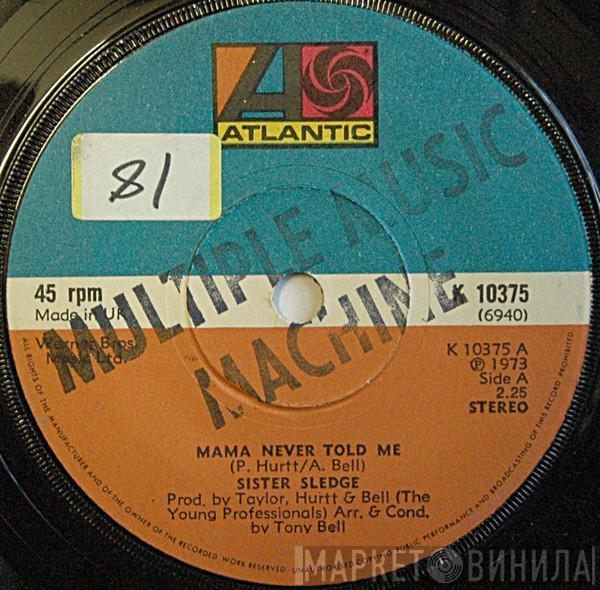 ATLANTIC
81
MULTIPLE MUSIC
MACHINE
45 rpm
Made in UK
Warner Bros.
Music Ltd.
K 10375
(6940)
K 10375 A
℗ 1973
Side A
2.25
STEREO
MAMA NEVER TOLD ME
(P. Hurtt/A. Bell)
SISTER SLEDGE
Prod. by Taylor, Hurtt & Bell (The
Young Professionals) Arr. & Cond.
by Tony Bell
ALL RIGHTS OF THE MANUFACTURER AND OF THE OWNER OF THE RECORDED WORK RESERVED. UNAUTHORISED COPYING PUBLIC PERFORMANCE AND BROADCASTING OF THIS RECORD PROHIBITED.
МАРКЕТ ВИНИЛА